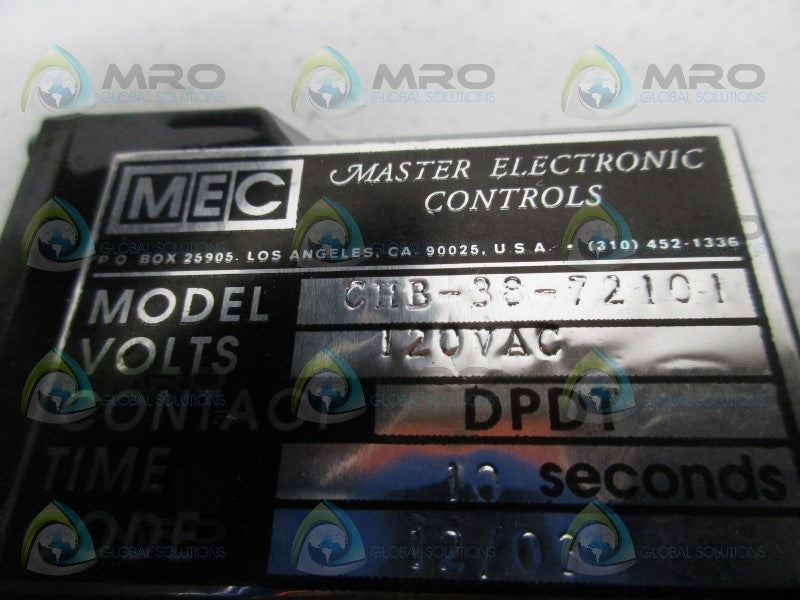 MRO GLOBAL SOLUTIONS MRO GLOBAL SOLUTIONS MRO GLOBAL SOLUTIONS
MEC
MASTER ELECTRONIC
CONTROLS
P.O. BOX 25905. LOS ANGELES, CA 90025, U.S.A. • (310) 452-1336
MODEL CHB-38-72101
VOLTS 120VAC
CONTACT DPDT
TIME 10 seconds
CODE